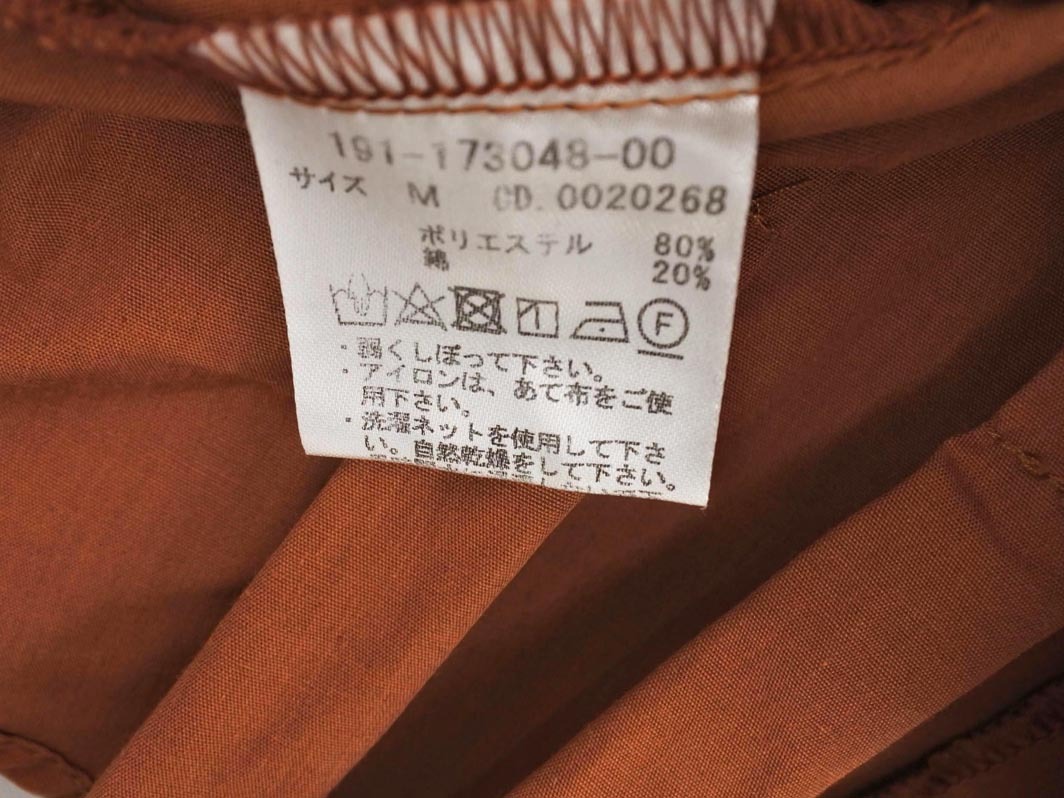 191-173048-00
サイズ M CD.0020268
ポリエステル 80%
綿 20%
F
・弱くしぼって下さい。
・アイロンは、あて布をご使
用下さい。
・洗濯ネットを使用して下さ
い。自然乾燥をして下さい。